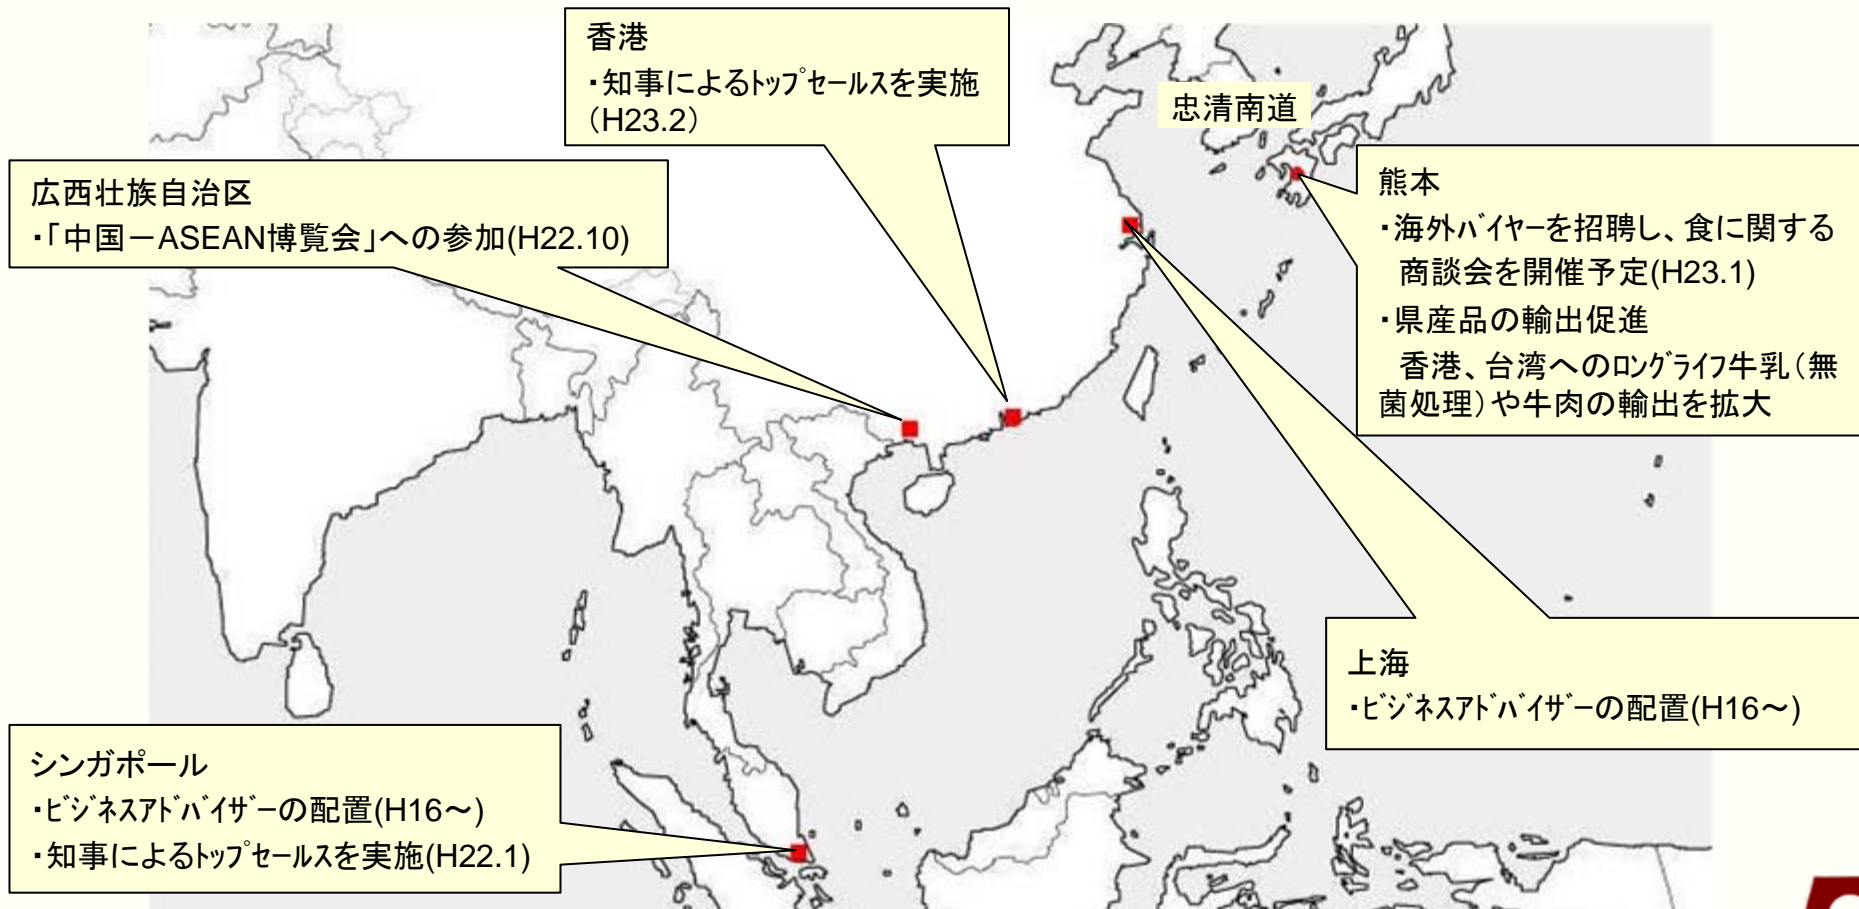 香港
・知事によるﾄｯﾌﾟｾｰﾙｽを実施
(H23.2)
忠清南道
広西壮族自治区
・「中国－ASEAN博覧会」への参加(H22.10)
熊本
・海外ﾊﾞｲﾔｰを招聘し、食に関する
商談会を開催予定(H23.1)
・県産品の輸出促進
香港、台湾へのﾛﾝｸﾞﾗｲﾌ牛乳（無
菌処理）や牛肉の輸出を拡大
上海
・ﾋﾞｼﾞﾈｽｱﾄﾞﾊﾞｲｻﾞｰの配置(H16～)
シンガポール
・ﾋﾞｼﾞﾈｽｱﾄﾞﾊﾞｲｻﾞｰの配置(H16～)
・知事によるﾄｯﾌﾟｾｰﾙｽを実施(H22.1)